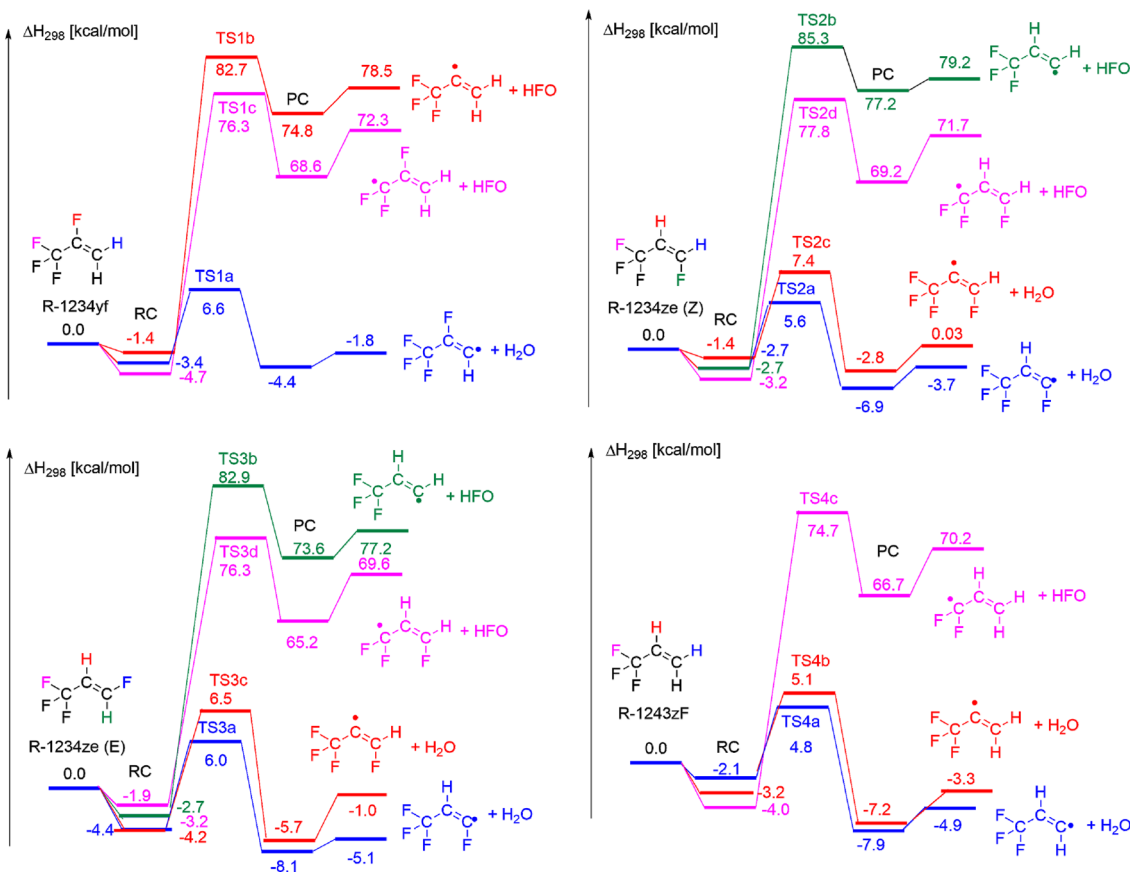 ΔH298 [kcal/mol]
TS1b
82.7
PC
74.8
78.5
F
F
F
C
•
C
C
H
H
+ HFO
TS1c
76.3
68.6
72.3
F
•
C
C
C
F
F
H
H
+ HFO
F
F
C
C
C
H
F
F
H
R-1234yf
0.0
RC
-1.4
-3.4
-4.7
TS1a
6.6
-4.4
-1.8
F
F
C
C
C
•
F
F
H
+ H2O
ΔH298 [kcal/mol]
TS2b
85.3
PC
77.2
79.2
H
F
C
C
C
H
F
F
•
+ HFO
TS2d
77.8
69.2
71.7
H
•
C
C
C
H
F
F
F
+ HFO
H
F
C
C
C
H
F
F
F
R-1234ze (Z)
0.0
RC
-1.4
-2.7
-2.7
-3.2
TS2c
7.4
-2.8
0.03
•
F
C
C
C
H
F
F
F
+ H2O
TS2a
5.6
-6.9
-3.7
H
F
C
C
C
•
F
F
F
+ H2O
ΔH298 [kcal/mol]
TS3b
82.9
PC
73.6
77.2
H
F
C
C
C
H
F
F
•
+ HFO
TS3d
76.3
65.2
69.6
H
•
C
C
C
H
F
F
F
+ HFO
H
F
C
C
C
F
F
F
H
R-1234ze (E)
0.0
RC
-1.9
-2.7
-3.2
-4.4
-4.2
TS3c
6.5
-5.7
-1.0
•
F
C
C
C
H
F
F
F
+ H2O
TS3a
6.0
-8.1
-5.1
H
F
C
C
C
•
F
F
F
+ H2O
ΔH298 [kcal/mol]
TS4c
74.7
PC
66.7
70.2
H
•
C
C
C
H
F
F
H
+ HFO
H
F
C
C
C
H
F
F
H
R-1243zF
0.0
RC
-2.1
-3.2
-4.0
TS4b
5.1
-7.2
-3.3
•
F
C
C
C
H
F
F
H
+ H2O
TS4a
4.8
-7.9
-4.9
H
F
C
C
C
•
F
F
H
+ H2O